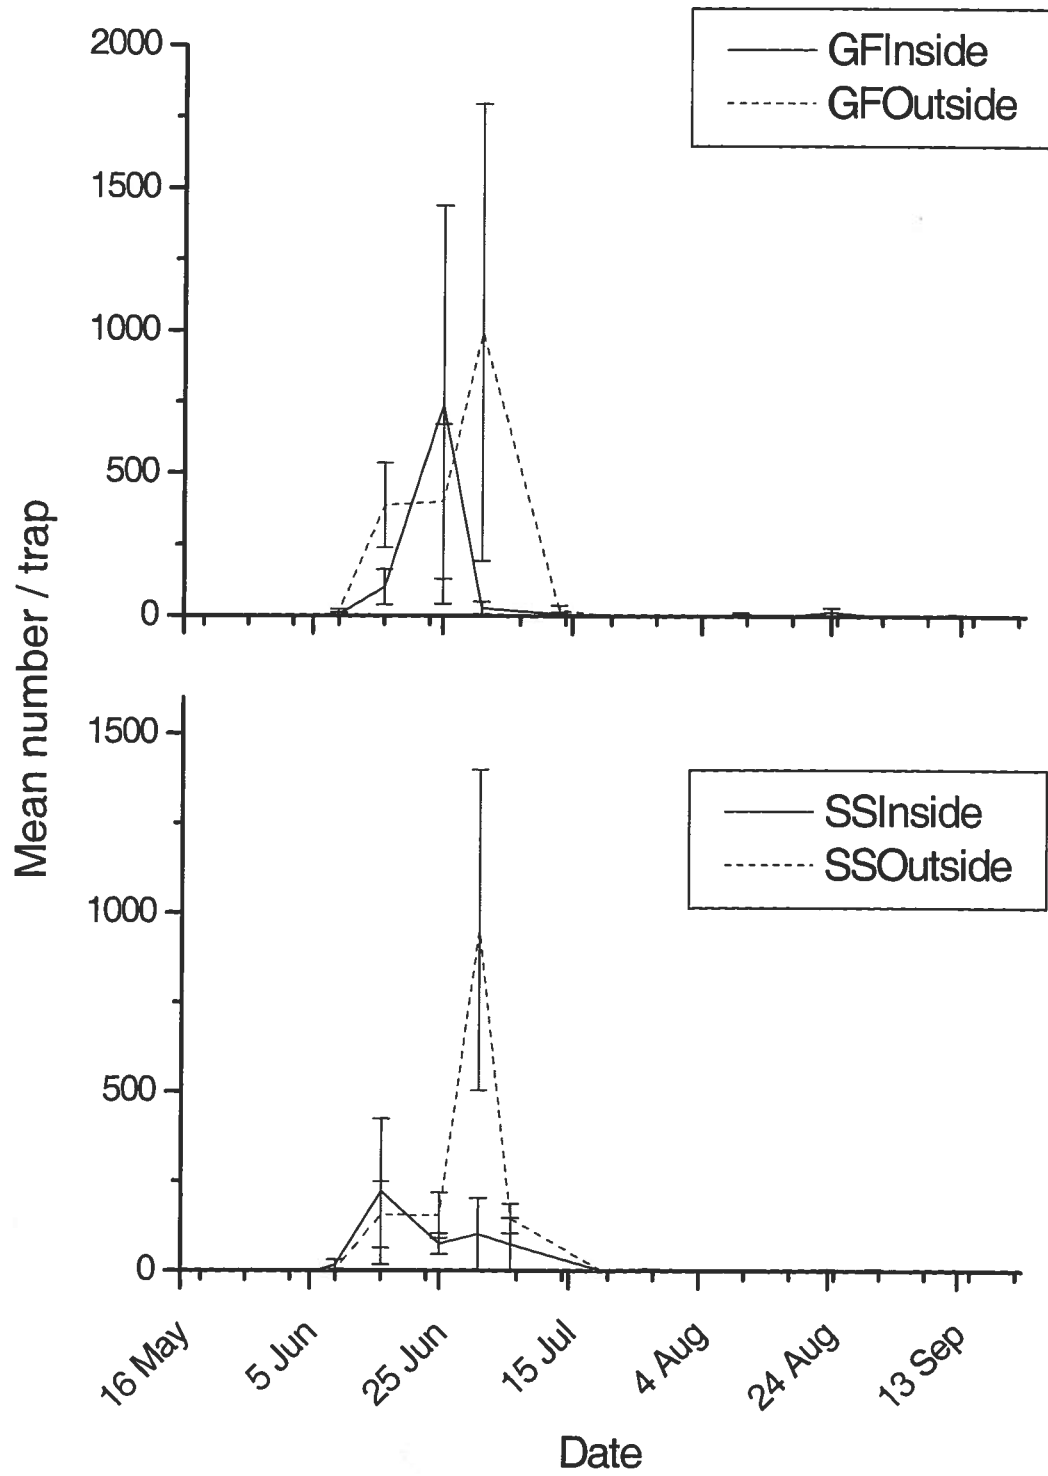 GFInside
GFOutside
2000
1500
1000
500
0
Mean number / trap
SSInside
SSOutside
1500
1000
500
0
16 May
5 Jun
25 Jun
15 Jul
4 Aug
24 Aug
13 Sep
Date